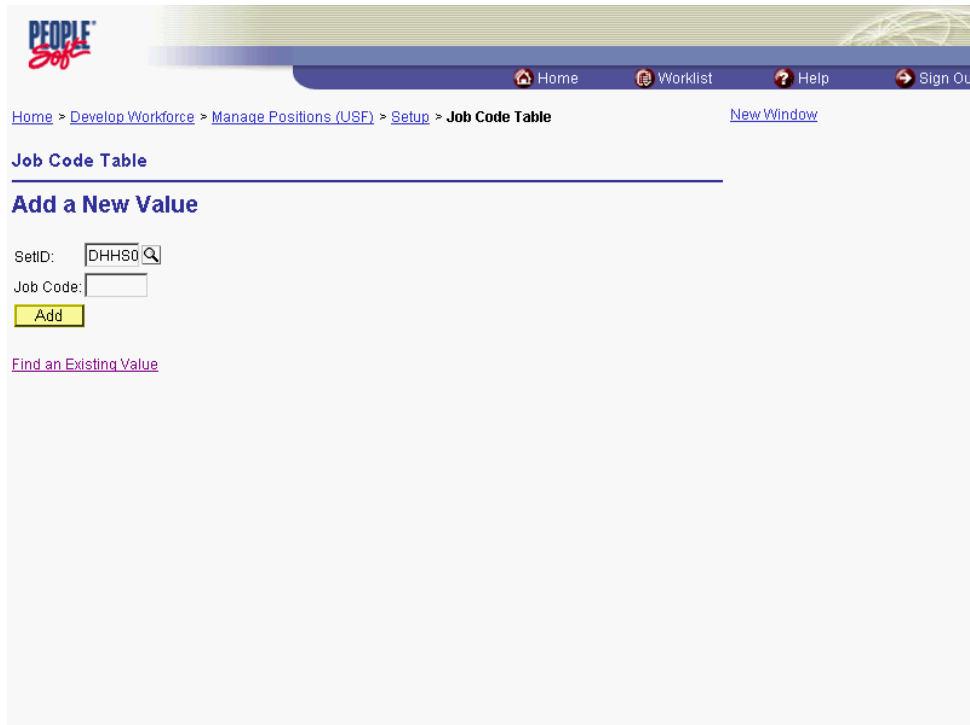 PEOPLE
Soft
Home Worklist Help Sign Ou
Home > Develop Workforce > Manage Positions (USF) > Setup > Job Code Table New Window
Job Code Table
Add a New Value
SetID: DHHS0
Job Code:
Add
Find an Existing Value